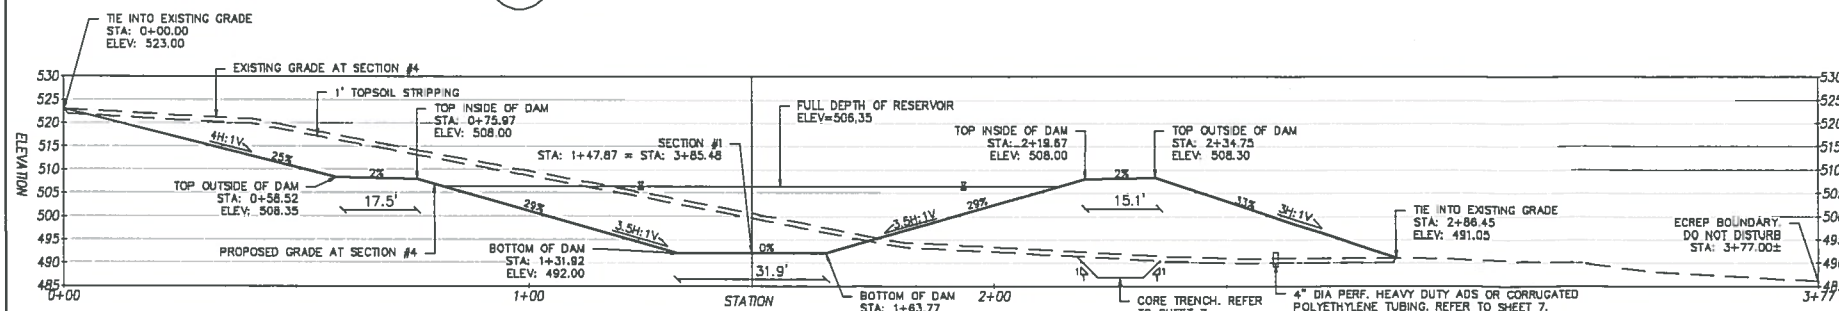 TIE INTO EXISTING GRADE
STA: 0+00.00
ELEV: 523.00
EXISTING GRADE AT SECTION #4
1' TOPSOIL STRIPPING
TOP INSIDE OF DAM
STA: 0+75.97
ELEV: 508.00
FULL DEPTH OF RESERVOIR
ELEV=506.35
SECTION #1
STA: 1+47.87 = STA: 3+85.48
TOP INSIDE OF DAM
STA: 2+19.67
ELEV: 508.00
TOP OUTSIDE OF DAM
STA: 2+34.75
ELEV: 508.30
530
525
520
515
510
505
500
495
490
485
ELEVATION
4H:1V
25%
2%
17.5'
TOP OUTSIDE OF DAM
STA: 0+58.52
ELEV: 508.35
29%
3.5H:1V
PROPOSED GRADE AT SECTION #4
BOTTOM OF DAM
STA: 1+31.92
ELEV: 492.00
0%
31.9'
3.5H:1V
29%
2%
15.1'
33%
3H:1V
TIE INTO EXISTING GRADE
STA: 2+86.45
ELEV: 491.05
ECREP BOUNDARY.
DO NOT DISTURB
STA: 3+77.00±
1
1
BOTTOM OF DAM
STA: 1+63.77
CORE TRENCH. REFER
4" DIA PERF. HEAVY DUTY ADS OR CORRUGATED
POLYETHYLENE TUBING. REFER TO SHEET 7.
0+00
1+00
STATION
2+00
3+77
530